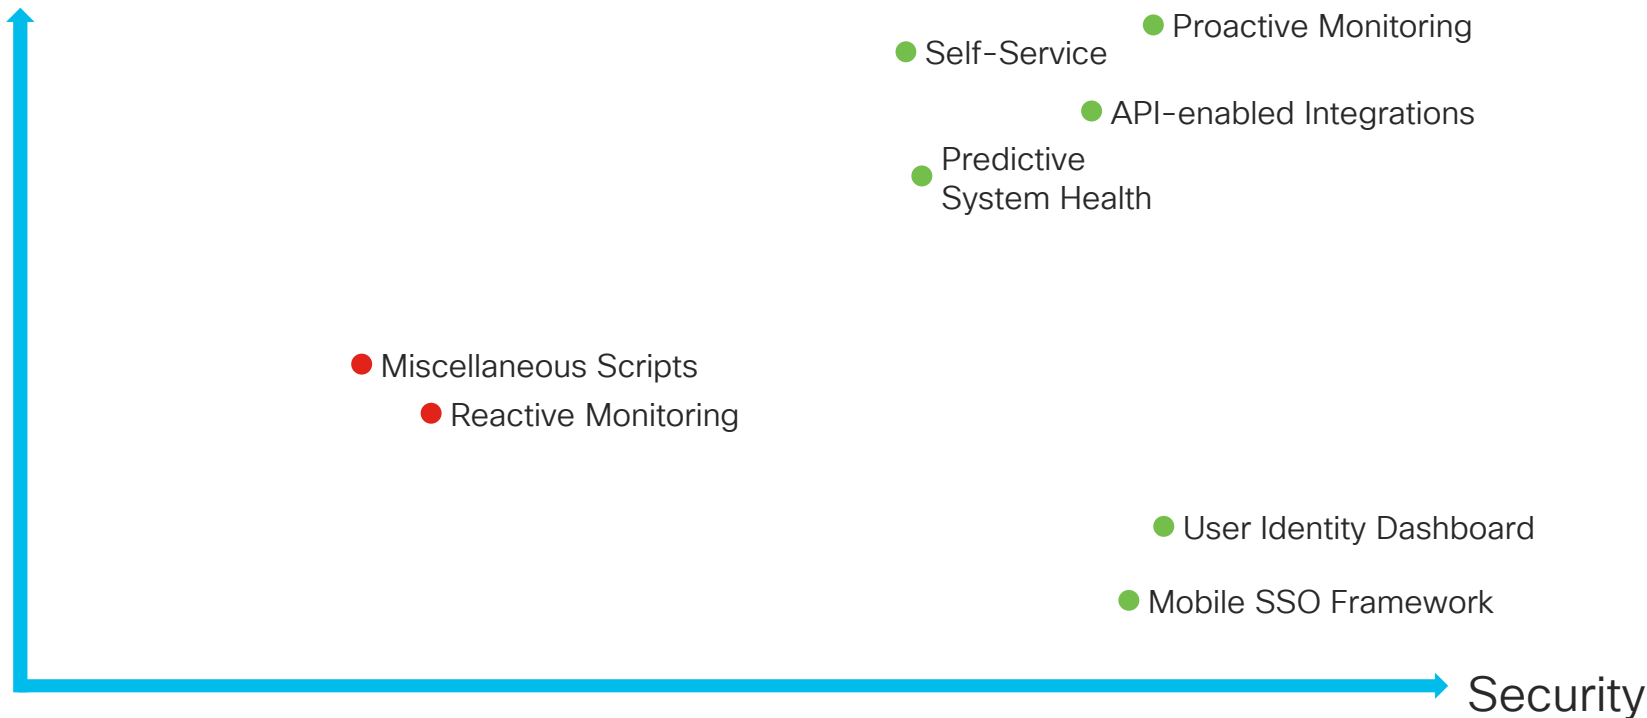 Proactive Monitoring
Self-Service
API-enabled Integrations
Predictive
System Health
Miscellaneous Scripts
Reactive Monitoring
User Identity Dashboard
Mobile SSO Framework
Security